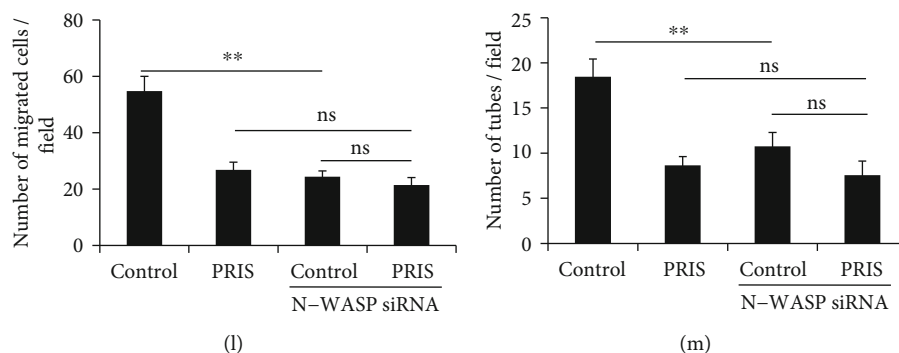 80
60
40
20
0
Number of migrated cells /
field
**
ns
ns
Control
PRIS
Control
PRIS
N–WASP siRNA
(l)
25
20
15
10
5
0
Number of tubes / field
**
ns
ns
Control
PRIS
Control
PRIS
N–WASP siRNA
(m)